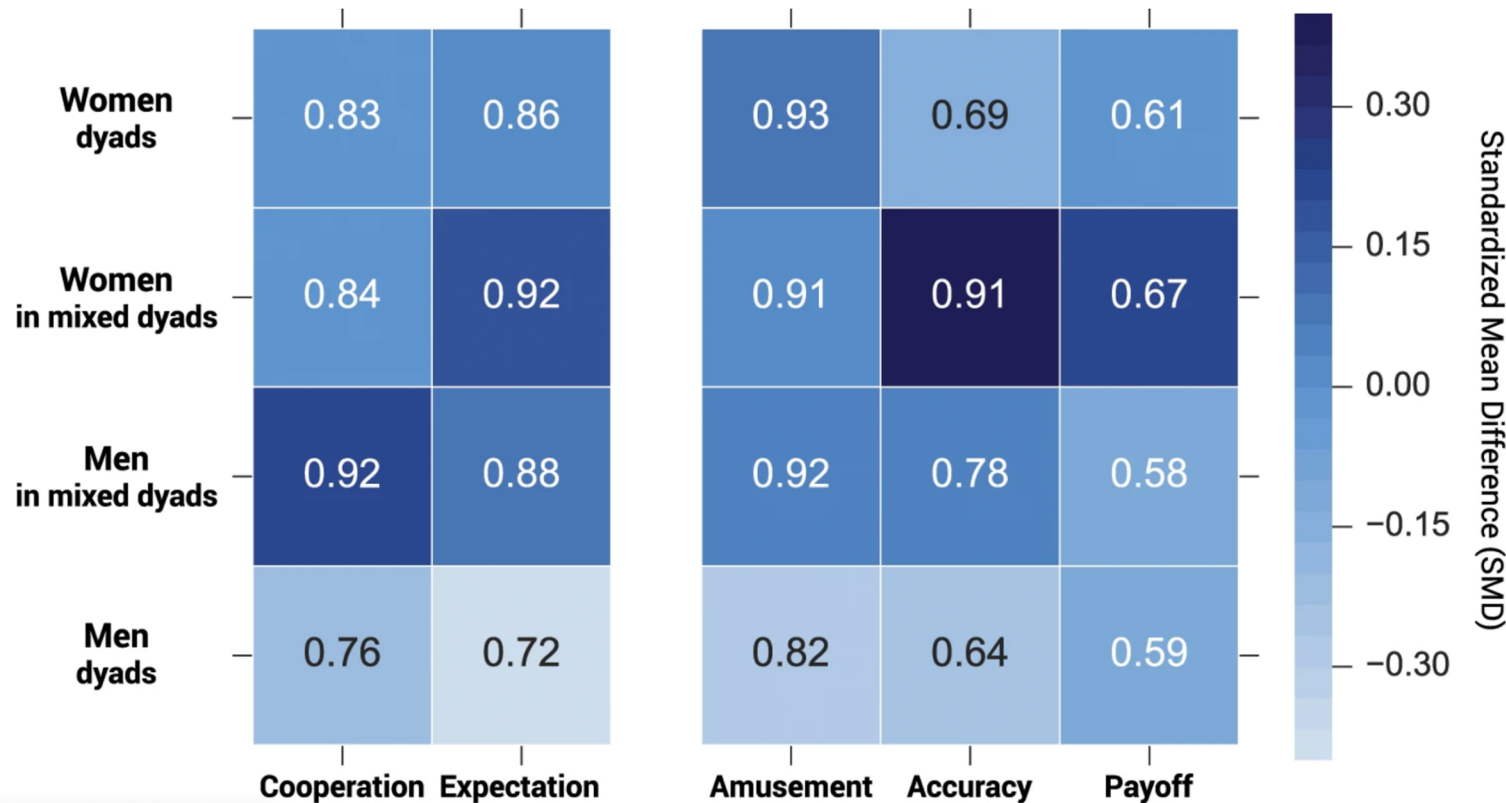 Women
dyads
0.83 0.86 0.93 0.69 0.61
Women
in mixed dyads
0.84 0.92 0.91 0.91 0.67
Men
in mixed dyads
0.92 0.88 0.92 0.78 0.58
Men
dyads
0.76 0.72 0.82 0.64 0.59
Cooperation Expectation Amusement Accuracy Payoff
0.30
0.15
0.00
−0.15
−0.30
Standardized Mean Difference (SMD)